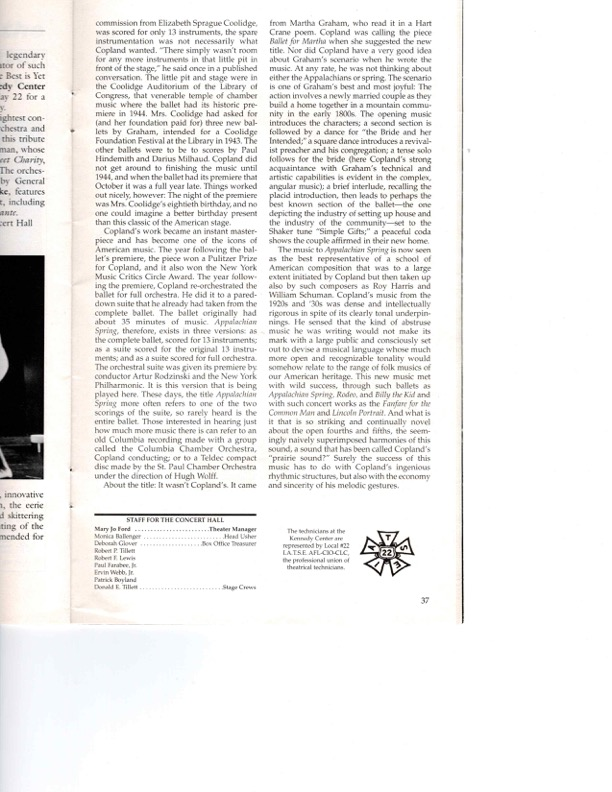 legendary
ator of such
e Best is Yet
edy Center
ay 22 for a
y.
ightest con-
chestra and
this tribute
man, whose
eet Charity,
The orches-
by General
ke, features
t, including
ante.
cert Hall
, innovative
n, the eerie
d skittering
ting of the
mended for
commission from Elizabeth Sprague Coolidge,
was scored for only 13 instruments, the spare
instrumentation was not necessarily what
Copland wanted. "There simply wasn't room
for any more instruments in that little pit in
front of the stage," he said once in a published
conversation. The little pit and stage were in
the Coolidge Auditorium of the Library of
Congress, that venerable temple of chamber
music where the ballet had its historic pre-
miere in 1944. Mrs. Coolidge had asked for
(and her foundation paid for) three new bal-
lets by Graham, intended for a Coolidge
Foundation Festival at the Library in 1943. The
other ballets were to be scores by Paul
Hindemith and Darius Milhaud. Copland did
not get around to finishing the music until
1944, and when the ballet had its premiere that
October it was a full year late. Things worked
out nicely, however: The night of the premiere
was Mrs. Coolidge's eightieth birthday, and no
one could imagine a better birthday present
than this classic of the American stage.
Copland's work became an instant master-
piece and has become one of the icons of
American music. The year following the bal-
let's premiere, the piece won a Pulitzer Prize
for Copland, and it also won the New York
Music Critics Circle Award. The year follow-
ing the premiere, Copland re-orchestrated the
ballet for full orchestra. He did it to a pared-
down suite that he already had taken from the
complete ballet. The ballet originally had
about 35 minutes of music. Appalachian
Spring, therefore, exists in three versions: as
the complete ballet, scored for 13 instruments;
as a suite scored for the original 13 instru-
ments; and as a suite scored for full orchestra.
The orchestral suite was given its premiere by
conductor Artur Rodzinski and the New York
Philharmonic. It is this version that is being
played here. These days, the title Appalachian
Spring more often refers to one of the two
scorings of the suite, so rarely heard is the
entire ballet. Those interested in hearing just
how much more music there is can refer to an
old Columbia recording made with a group
called the Columbia Chamber Orchestra,
Copland conducting; or to a Teldec compact
disc made by the St. Paul Chamber Orchestra
under the direction of Hugh Wolff.
About the title: It wasn't Copland's. It came
from Martha Graham, who read it in a Hart
Crane poem. Copland was calling the piece
Ballet for Martha when she suggested the new
title. Nor did Copland have a very good idea
about Graham's scenario when he wrote the
music. At any rate, he was not thinking about
either the Appalachians or spring. The scenario
is one of Graham's best and most joyful: The
action involves a newly married couple as they
build a home together in a mountain commu-
nity in the early 1800s. The opening music
introduces the characters; a second section is
followed by a dance for "the Bride and her
Intended;" a square dance introduces a revival-
ist preacher and his congregation; a tense solo
follows for the bride (here Copland's strong
acquaintance with Graham's technical and
artistic capabilities is evident in the complex,
angular music); a brief interlude, recalling the
placid introduction, then leads to perhaps the
best known section of the ballet—the one
depicting the industry of setting up house and
the industry of the community—set to the
Shaker tune "Simple Gifts;" a peaceful coda
shows the couple affirmed in their new home.
The music to Appalachian Spring is now seen
as the best representative of a school of
American composition that was to a large
extent initiated by Copland but then taken up
also by such composers as Roy Harris and
William Schuman. Copland's music from the
1920s and '30s was dense and intellectually
rigorous in spite of its clearly tonal underpin-
nings. He sensed that the kind of abstruse
music he was writing would not make its
mark with a large public and consciously set
out to devise a musical language whose much
more open and recognizable tonality would
somehow relate to the range of folk musics of
our American heritage. This new music met
with wild success, through such ballets as
Appalachian Spring, Rodeo, and Billy the Kid and
with such concert works as the Fanfare for the
Common Man and Lincoln Portrait. And what is
it that is so striking and continually novel
about the open fourths and fifths, the seem-
ingly naively superimposed harmonies of this
sound, a sound that has been called Copland's
"prairie sound?" Surely the success of this
music has to do with Copland's ingenious
rhythmic structures, but also with the economy
and sincerity of his melodic gestures.
STAFF FOR THE CONCERT HALL
Mary Jo Ford ....................Theater Manager
Monica Ballenger ....................Head Usher
Deborah Glover ....................Box Office Treasurer
Robert P. Tillett
Robert F. Lewis
Paul Fanabee, Jr.
Ervin Webb, Jr.
Patrick Boyland
Donald E. Tillett ....................Stage Crews
The technicians at the
Kennedy Center are
represented by Local #22
I.A.T.S.E. AFL-CIO-CLC,
the professional union of
theatrical technicians.
I A T S E
22
37